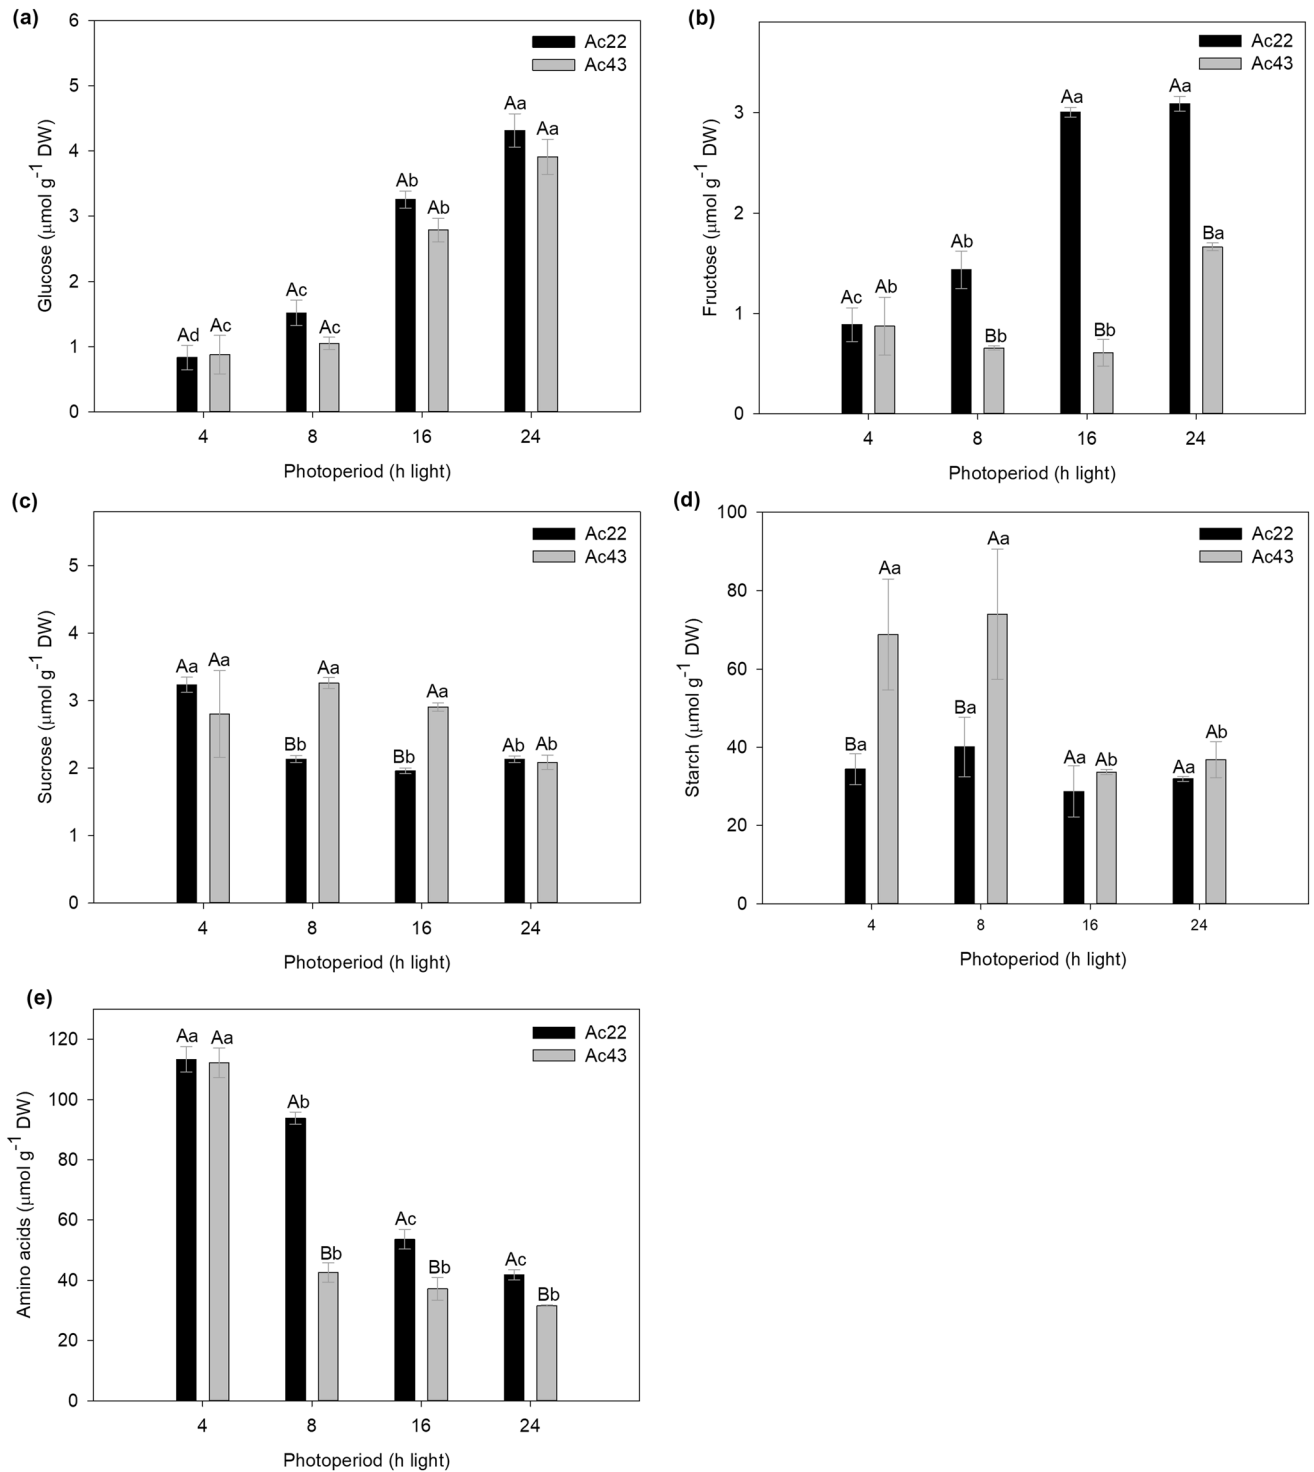 (a)
6
5
4
3
2
1
0
Glucose (µmol g⁻¹ DW)
Ac22
Ac43
Ad
Ac
Ac
Ac
Ab
Ab
Aa
Aa
4 8 16 24
Photoperiod (h light)
(b)
3
2
1
0
Fructose (µmol g⁻¹ DW)
Ac22
Ac43
Ac
Ab
Ab
Bb
Aa
Bb
Aa
Ba
4 8 16 24
Photoperiod (h light)
(c)
5
4
3
2
1
0
Sucrose (µmol g⁻¹ DW)
Ac22
Ac43
Aa
Aa
Bb
Aa
Bb
Aa
Ab
Ab
4 8 16 24
Photoperiod (h light)
(d)
100
80
60
40
20
0
Starch (µmol g⁻¹ DW)
Ac22
Ac43
Ba
Aa
Ba
Aa
Aa
Ab
Aa
Ab
4 8 16 24
Photoperiod (h light)
(e)
120
100
80
60
40
20
0
Amino acids (µmol g⁻¹ DW)
Ac22
Ac43
Aa
Aa
Ab
Bb
Ac
Bb
Ac
Bb
4 8 16 24
Photoperiod (h light)